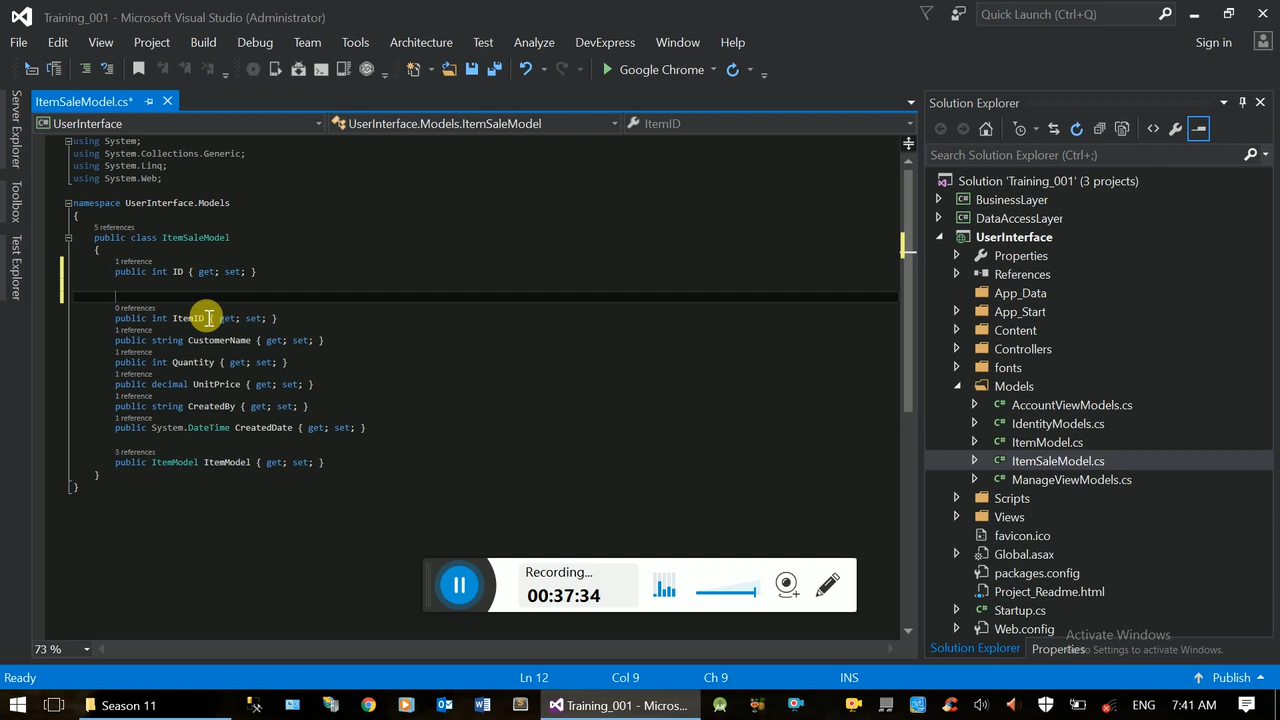 Training_001 - Microsoft Visual Studio (Administrator)
Quick Launch (Ctrl+Q)
File Edit View Project Build Debug Team Tools Architecture Test Analyze DevExpress Window Help
Sign in
Google Chrome
Server Explorer
Toolbox
Test Explorer
ItemSaleModel.cs*
UserInterface
UserInterface.Models.ItemSaleModel
ItemID
using System;
using System.Collections.Generic;
using System.Linq;
using System.Web;
namespace UserInterface.Models
{
5 references
public class ItemSaleModel
{
1 reference
public int ID { get; set; }
0 references
public int ItemID { get; set; }
1 reference
public string CustomerName { get; set; }
1 reference
public int Quantity { get; set; }
1 reference
public decimal UnitPrice { get; set; }
1 reference
public string CreatedBy { get; set; }
1 reference
public System.DateTime CreatedDate { get; set; }
3 references
public ItemModel ItemModel { get; set; }
}
}
Recording...
00:37:34
73 %
Solution Explorer
Search Solution Explorer (Ctrl+;)
Solution 'Training_001' (3 projects)
BusinessLayer
DataAccessLayer
UserInterface
Properties
References
App_Data
App_Start
Content
Controllers
fonts
Models
AccountViewModels.cs
IdentityModels.cs
ItemModel.cs
ItemSaleModel.cs
ManageViewModels.cs
Scripts
Views
favicon.ico
Global.asax
packages.config
Project_Readme.html
Startup.cs
Web.config
Activate Windows
Solution Explorer
Properties
to Settings to activate Windows.
Ready
Ln 12
Col 9
Ch 9
INS
Publish
Season 11
Training_001 - Micros...
ENG
7:41 AM